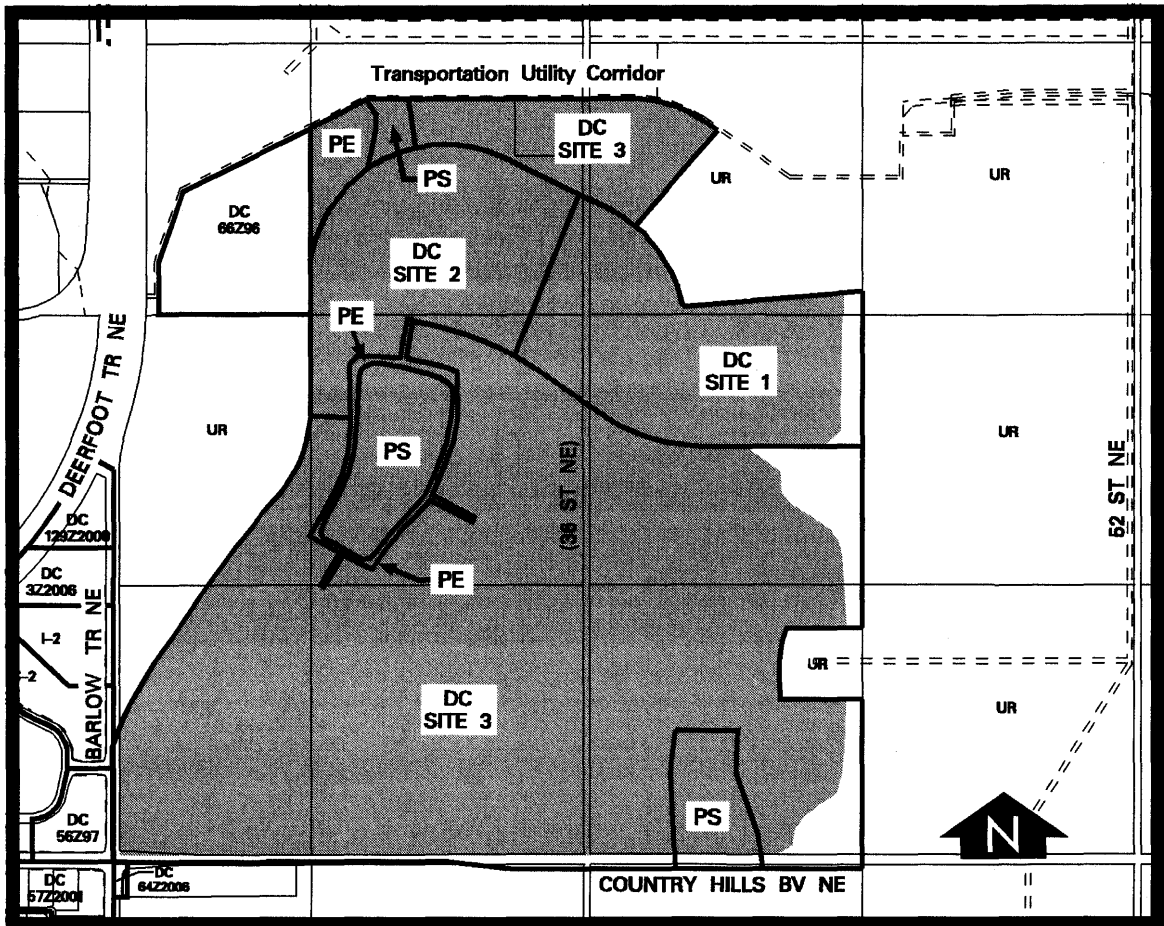 Transportation Utility Corridor
PE
PS
DC
SITE 3
UR
UR
DC
66Z96
DC
SITE 2
PE
DEERFOOT TR NE
DC
SITE 1
UR
PS
(36 ST NE)
UR
52 ST NE
DC
129Z2000
DC
3Z2006
PE
I-2
BARLOW TR NE
UR
DC
SITE 3
UR
PS
DC
56Z97
N
DC
57Z2001
DC
64Z2006
COUNTRY HILLS BV NE